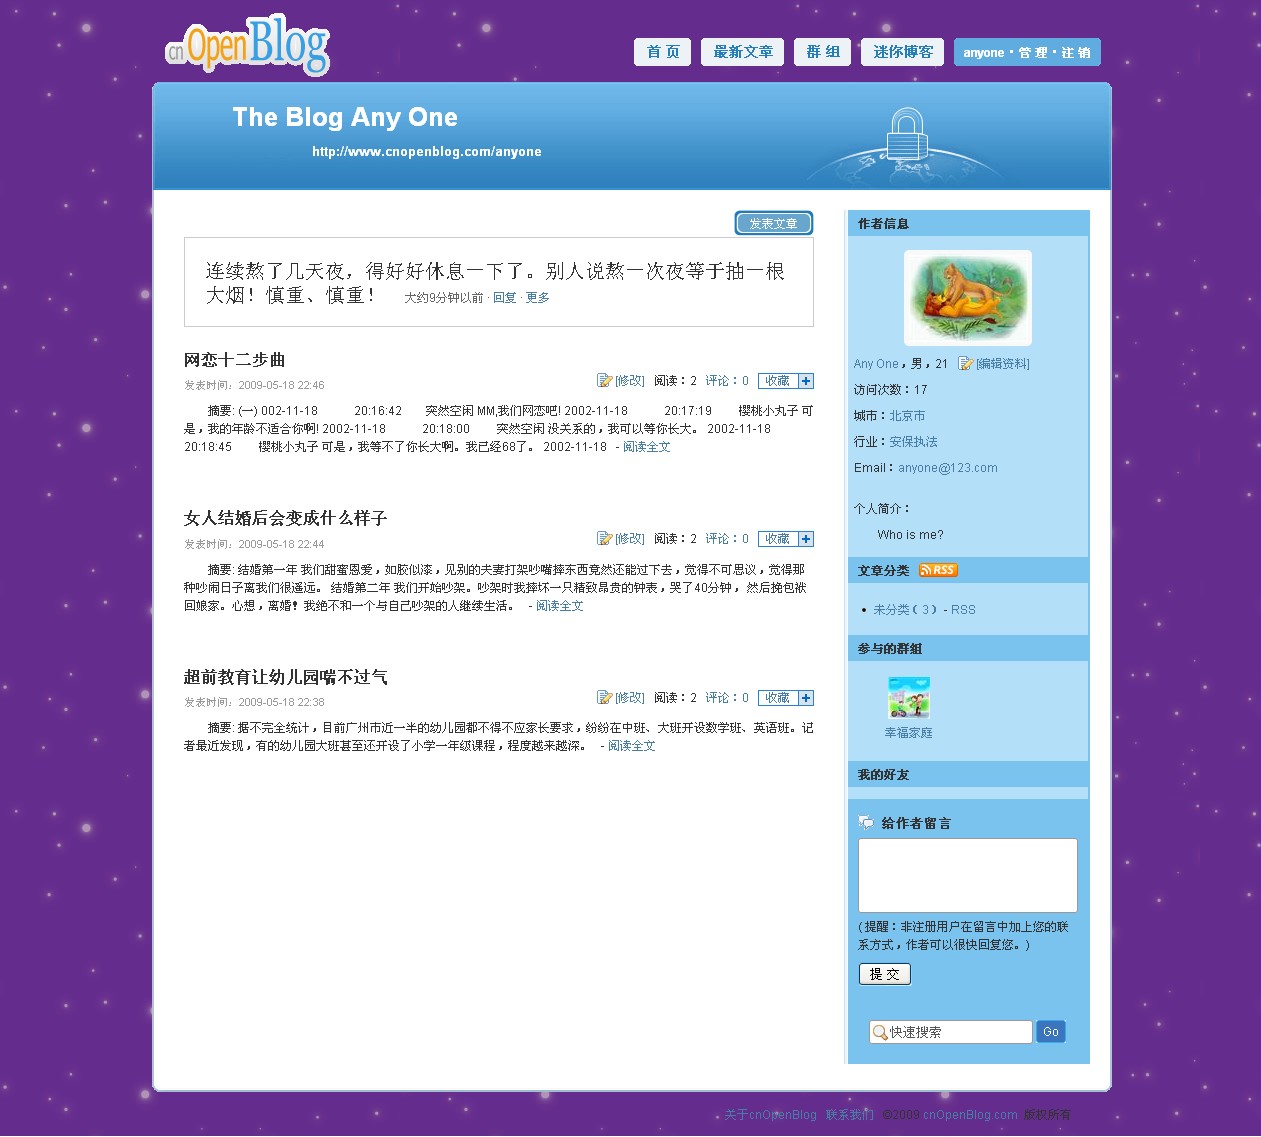 cnOpenBlog
首 页 最新文章 群 组 迷你博客 anyone·管 理·注 销
The Blog Any One
http://www.cnopenblog.com/anyone
发表文章
连续熬了几天夜，得好好休息一下了。别人说熬一次夜等于抽一根
大烟！慎重、慎重！ 大约9分钟以前 · 回复 · 更多
网恋十二步曲
发表时间：2009-05-18 22:46
[修改] 阅读：2 评论：0 收藏 +
摘要: (一) 002-11-18 20:16:42 突然空闲 MM,我们网恋吧! 2002-11-18 20:17:19 樱桃小丸子 可
是，我的年龄不适合你啊! 2002-11-18 20:18:00 突然空闲 没关系的，我可以等你长大。 2002-11-18
20:18:45 樱桃小丸子 可是，我等不了你长大啊。我已经68了。 2002-11-18 - 阅读全文
女人结婚后会变成什么样子
发表时间：2009-05-18 22:44
[修改] 阅读：2 评论：0 收藏 +
摘要: 结婚第一年 我们甜蜜恩爱，如胶似漆，见别的夫妻打架吵嘴摔东西竟然还能过下去，觉得不可思议，觉得那
种吵闹日子离我们很遥远。 结婚第二年 我们开始吵架。吵架时我摔坏一只精致昂贵的钟表，哭了40分钟， 然后挽包袱
回娘家。心想，离婚！我绝不和一个与自己吵架的人继续生活。 - 阅读全文
超前教育让幼儿园喘不过气
发表时间：2009-05-18 22:38
[修改] 阅读：2 评论：0 收藏 +
摘要: 据不完全统计，目前广州市近一半的幼儿园都不得不应家长要求，纷纷在中班、大班开设数学班、英语班。记
者最近发现，有的幼儿园大班甚至还开设了小学一年级课程，程度越来越深。 - 阅读全文
作者信息
Any One，男，21 [编辑资料]
访问次数：17
城市：北京市
行业：安保执法
Email：anyone@123.com
个人简介：
Who is me?
文章分类 RSS
• 未分类 ( 3 ) - RSS
参与的群组
幸福家庭
我的好友
给作者留言
( 提醒：非注册用户在留言中加上您的联
系方式，作者可以很快回复您。)
提 交
快速搜索 Go
关于cnOpenBlog 联系我们 ©2009 cnOpenBlog.com 版权所有